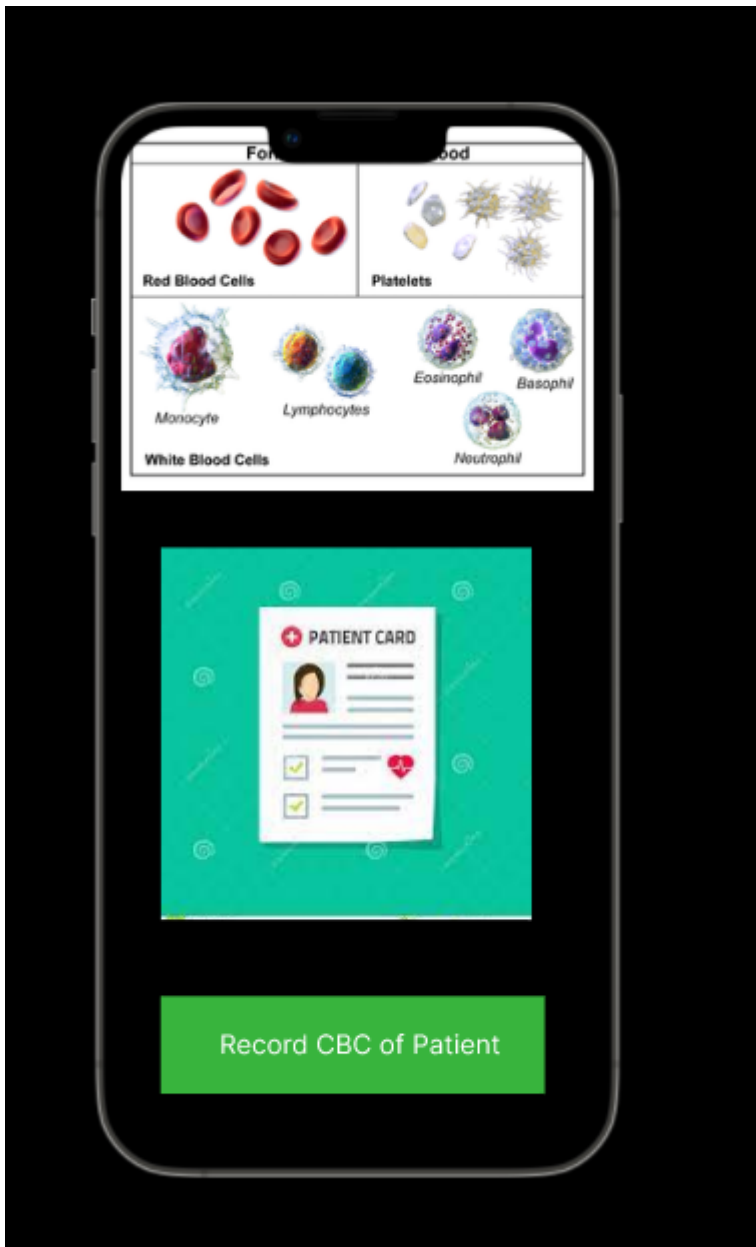 Red Blood Cells
Platelets
Monocyte
Lymphocytes
Eosinophil
Basophil
Neutrophil
White Blood Cells
PATIENT CARD
Record CBC of Patient